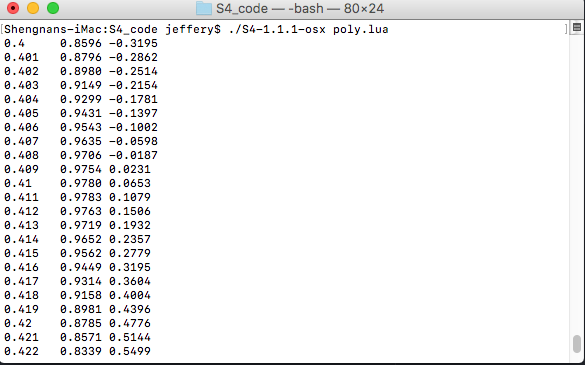 S4_code — -bash — 80×24
[Shengnans-iMac:S4_code jeffery$ ./S4-1.1.1-osx poly.lua ]
0.4 0.8596 -0.3195
0.401 0.8796 -0.2862
0.402 0.8980 -0.2514
0.403 0.9149 -0.2154
0.404 0.9299 -0.1781
0.405 0.9431 -0.1397
0.406 0.9543 -0.1002
0.407 0.9635 -0.0598
0.408 0.9706 -0.0187
0.409 0.9754 0.0231
0.41 0.9780 0.0653
0.411 0.9783 0.1079
0.412 0.9763 0.1506
0.413 0.9719 0.1932
0.414 0.9652 0.2357
0.415 0.9562 0.2779
0.416 0.9449 0.3195
0.417 0.9314 0.3604
0.418 0.9158 0.4004
0.419 0.8981 0.4396
0.42 0.8785 0.4776
0.421 0.8571 0.5144
0.422 0.8339 0.5499